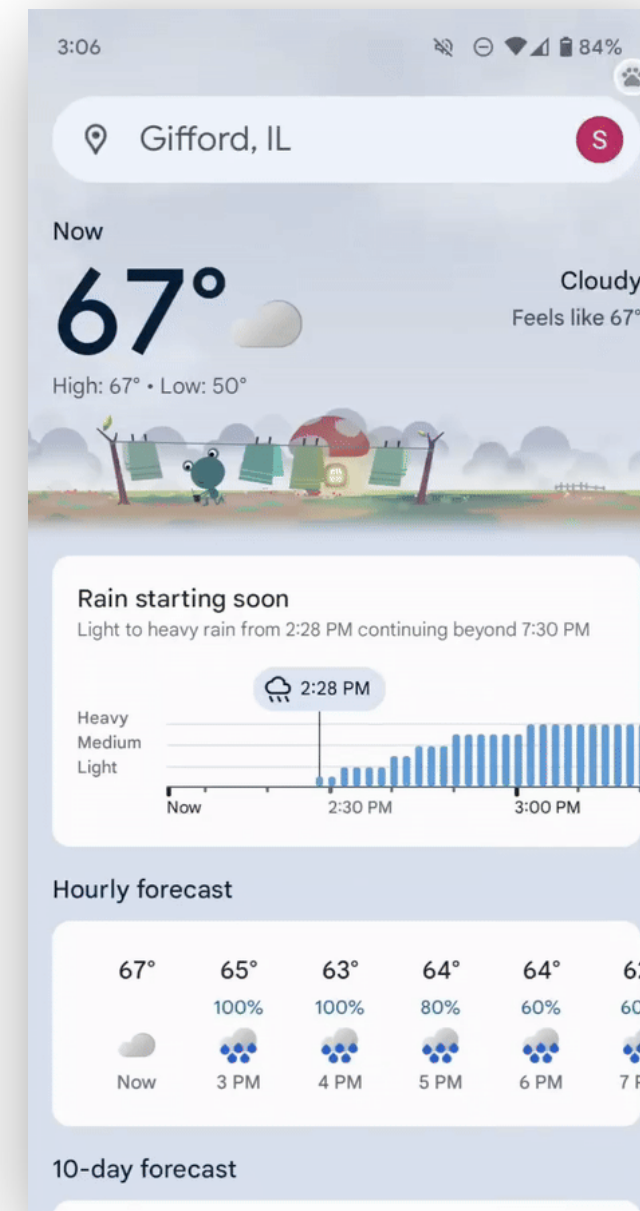 3:06 84%
Gifford, IL S
Now
67°
Cloudy
Feels like 67°
High: 67° • Low: 50°
Rain starting soon
Light to heavy rain from 2:28 PM continuing beyond 7:30 PM
2:28 PM
Heavy
Medium
Light
Now 2:30 PM 3:00 PM
Hourly forecast
67° 65° 63° 64° 64°
100% 100% 80% 60%
Now 3 PM 4 PM 5 PM 6 PM
10-day forecast